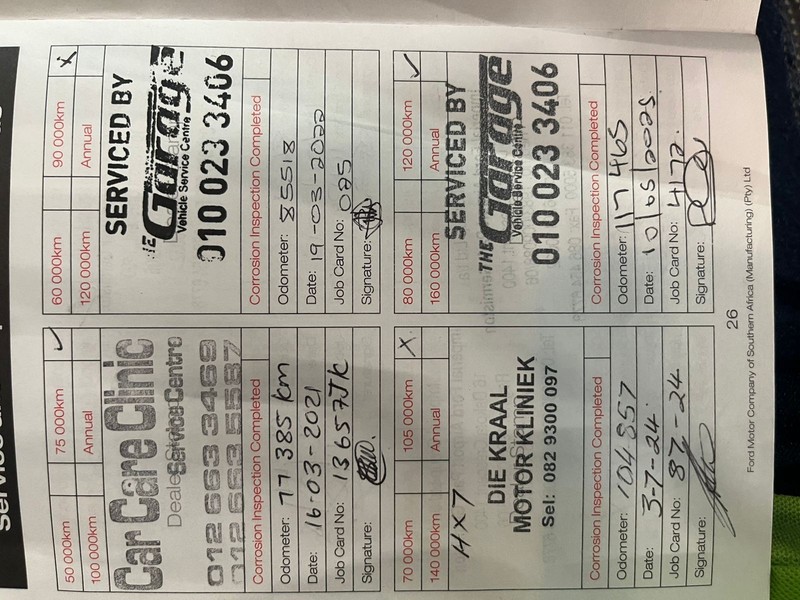 50 000km 75 000km ✓
100 000km Annual
Car Care Clinic
Dealer Service Centre
Service Centre
012 663 3469
012 663 5587
Corrosion Inspection Completed
Odometer: 77 385 km
Date: 16-03-2021
Job Card No: 13657JK
Signature:
60 000km 90 000km X
120 000km Annual
SERVICED BY
THE Garage
Vehicle Service Centre
010 023 3406
Corrosion Inspection Completed
Odometer: 85518
Date: 19-03-2022
Job Card No: 025
Signature:
70 000km 105 000km X
140 000km Annual
HX7
DIE KRAAL
MOTOR KLINIEK
Sel: 082 9300 097
Corrosion Inspection Completed
Odometer: 104857
Date: 3-7-24
Job Card No: 87-24
Signature:
80 000km 120 000km ✓
160 000km Annual
SERVICED BY
THE Garage
Vehicle Service Centre
010 023 3406
Corrosion Inspection Completed
Odometer: 117 465
Date: 10/05/2025
Job Card No: 4172.
Signature:
26
Ford Motor Company of Southern Africa (Manufacturing) (Pty) Ltd